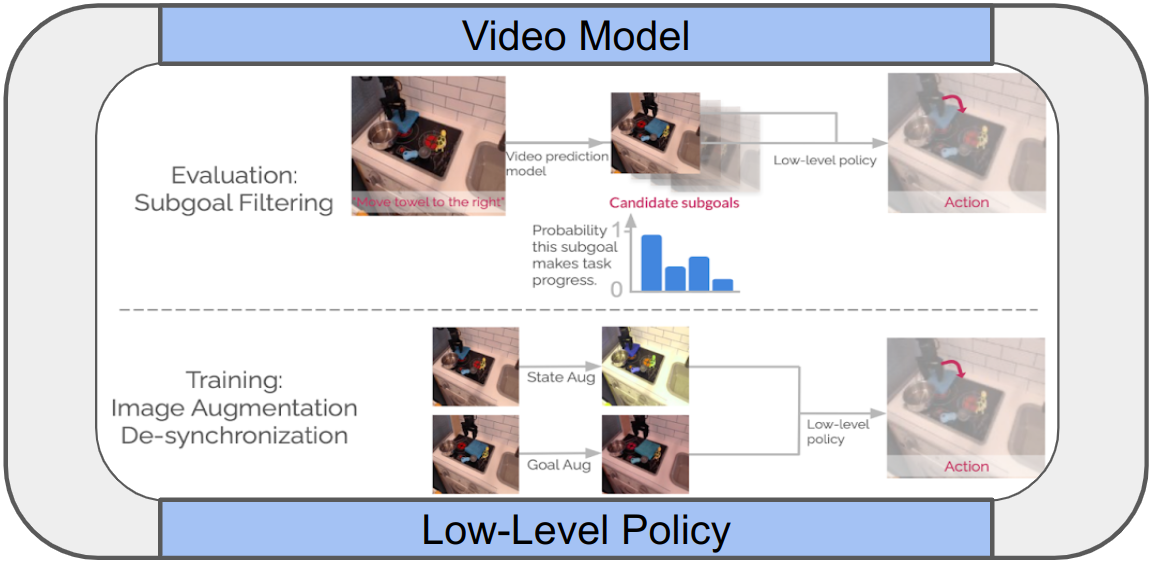 Video Model
Evaluation:
Subgoal Filtering
"Move towel to the right"
Video prediction
model
Candidate subgoals
Low-level policy
Action
Probability
this subgoal
makes task
progress.
1
0
Training:
Image Augmentation
De-synchronization
State Aug
Goal Aug
Low-level
policy
Action
Low-Level Policy